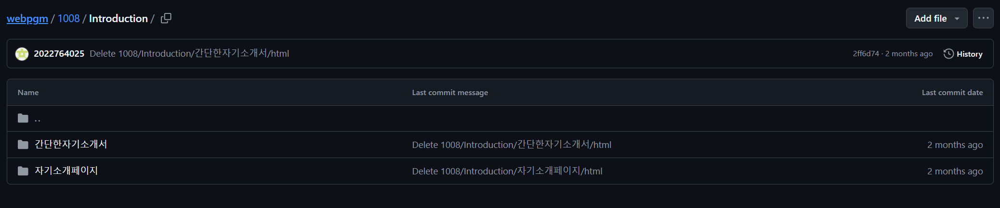 webpgm / 1008 / Introduction /
Add file
2022764025 Delete 1008/Introduction/간단한자기소개서/html
2ff6d74 · 2 months ago
History
Name Last commit message Last commit date
..
간단한자기소개서 Delete 1008/Introduction/간단한자기소개서/html 2 months ago
자기소개페이지 Delete 1008/Introduction/자기소개페이지/html 2 months ago